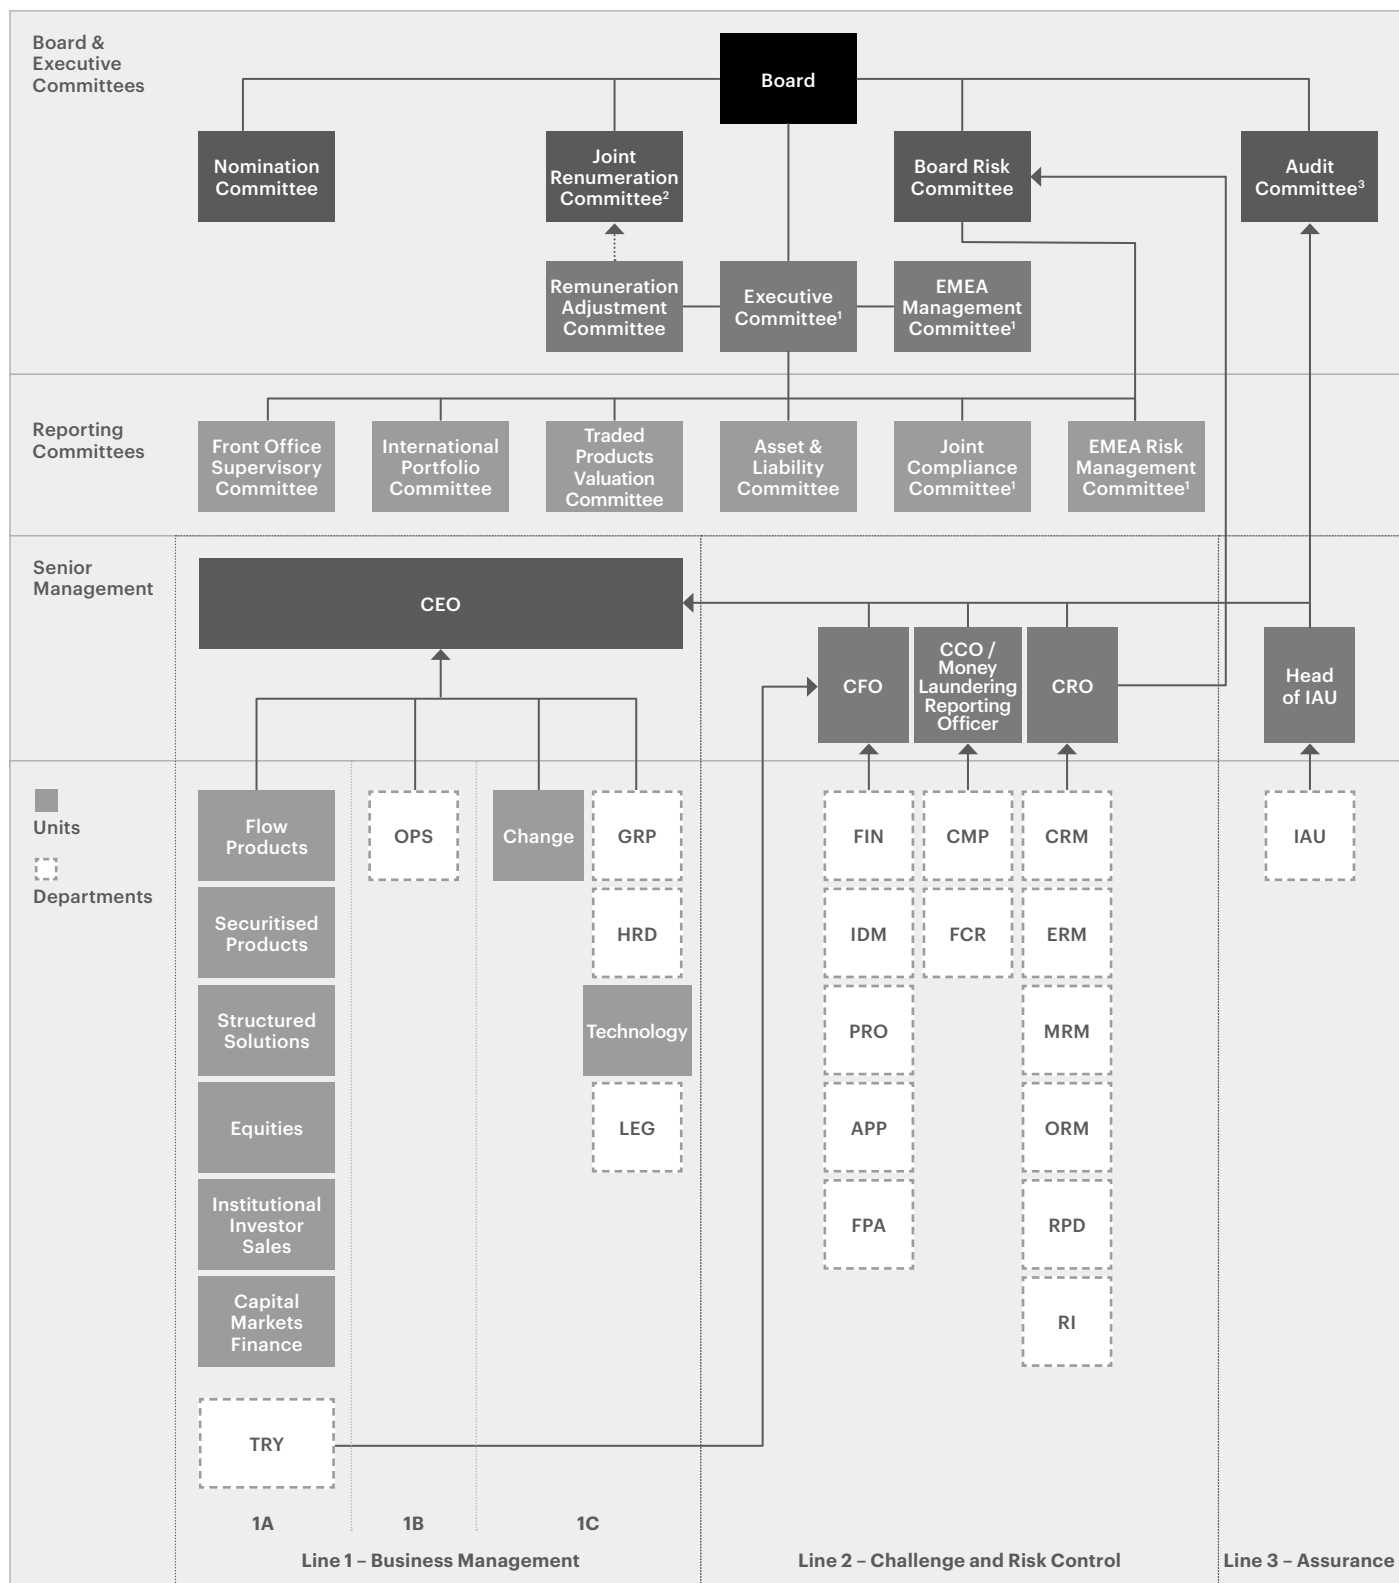 Board &
Executive
Committees
Board
Nomination
Committee
Joint
Renumeration
Committee²
Board Risk
Committee
Audit
Committee³
Remuneration
Adjustment
Committee
Executive
Committee¹
EMEA
Management
Committee¹
Reporting
Committees
Front Office
Supervisory
Committee
International
Portfolio
Committee
Traded
Products
Valuation
Committee
Asset &
Liability
Committee
Joint
Compliance
Committee¹
EMEA Risk
Management
Committee¹
Senior
Management
CEO
CFO
CCO /
Money
Laundering
Reporting
Officer
CRO
Head
of IAU
Units
Departments
Flow
Products
OPS
Change
GRP
FIN
CMP
CRM
IAU
Securitised
Products
HRD
IDM
FCR
ERM
Structured
Solutions
Technology
PRO
MRM
Equities
LEG
APP
ORM
Institutional
Investor
Sales
FPA
RPD
Capital
Markets
Finance
RI
TRY
1A
1B
1C
Line 1 – Business Management
Line 2 – Challenge and Risk Control
Line 3 – Assurance